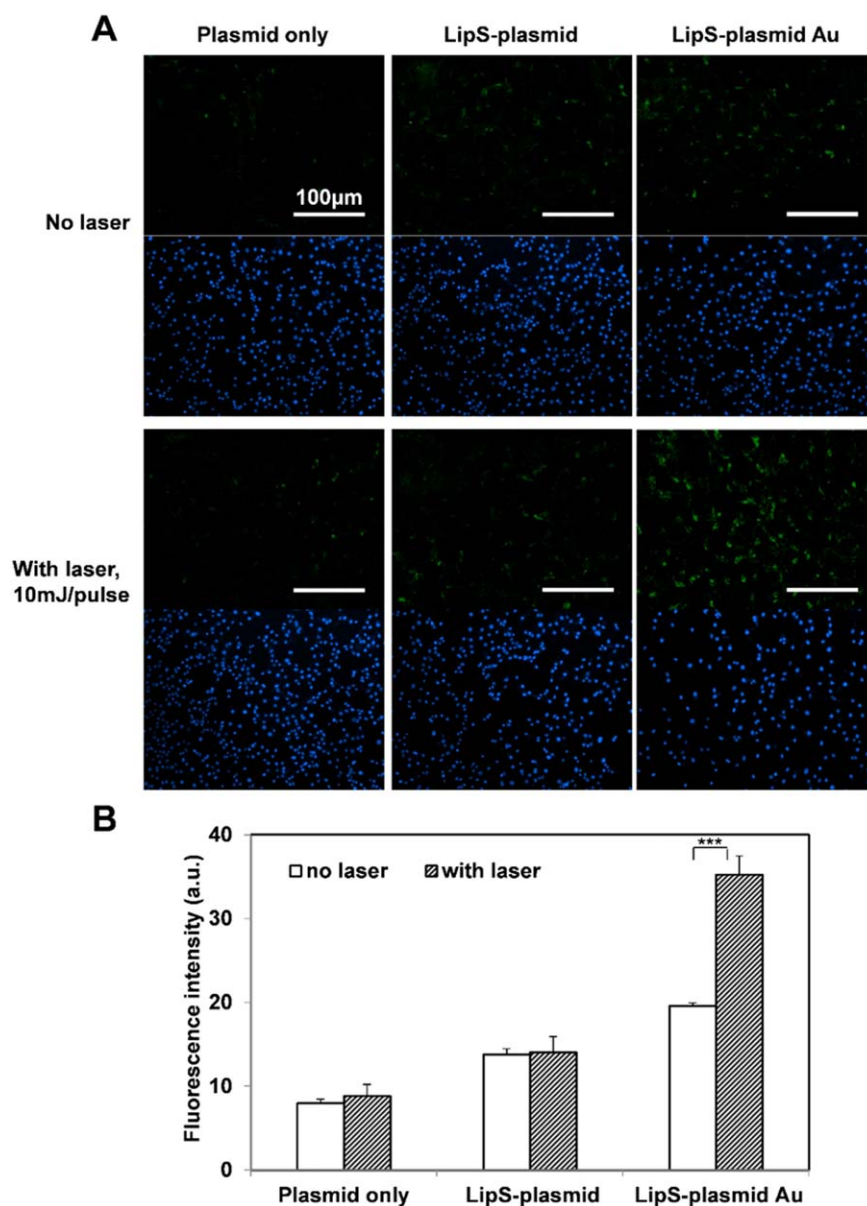 A
Plasmid only LipS-plasmid LipS-plasmid Au
100µm
No laser
With laser,
10mJ/pulse
B
40
***
no laser with laser
30
Fluorescence intensity (a.u.)
20
10
0
Plasmid only LipS-plasmid LipS-plasmid Au